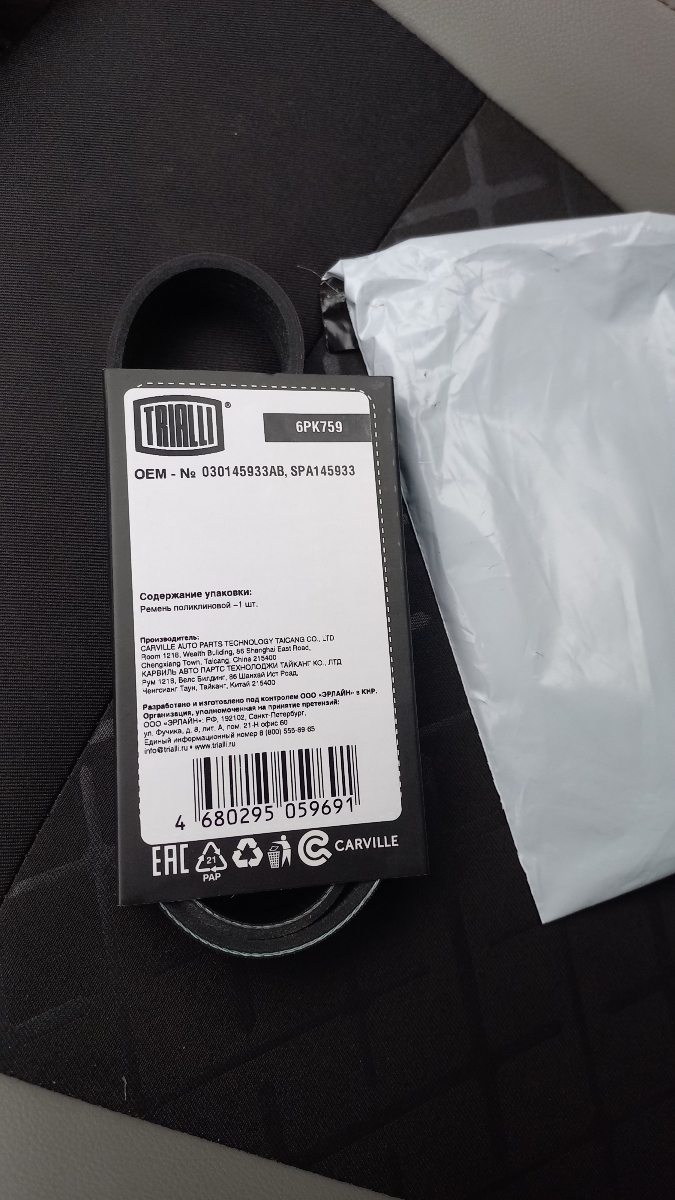 TRIALLI®
6PK759
OEM - № 030145933AB, SPA145933
Содержание упаковки:
Ремень поликлиновой –1 шт.
Производитель:
CARVILLE AUTO PARTS TECHNOLOGY TAICANG CO., LTD
Room 1218, Wealth Building, 86 Shanghai East Road,
Chengxiang Town, Taicang, China 215400
КАРВИЛЬ АВТО ПАРТС ТЕХНОЛОДЖИ ТАЙКАНГ КО., ЛТД
Рум 1218, Велс Билдинг, 86 Шанхай Ист Роад,
Ченгсианг Таун, Тайканг, Китай 215400
Разработано и изготовлено под контролем ООО «ЭРЛАЙН» в КНР.
Организация, уполномоченная на принятие претензий:
ООО «ЭРЛАЙН»: РФ, 192102, Санкт-Петербург,
ул. Фучика, д. 8, лит. А, пом. 21-Н офис 60
Единый информационный номер 8 (800) 555-89-65
info@trialli.ru • www.trialli.ru
4 680295 059691
EAC 21 CARVILLE
PAP